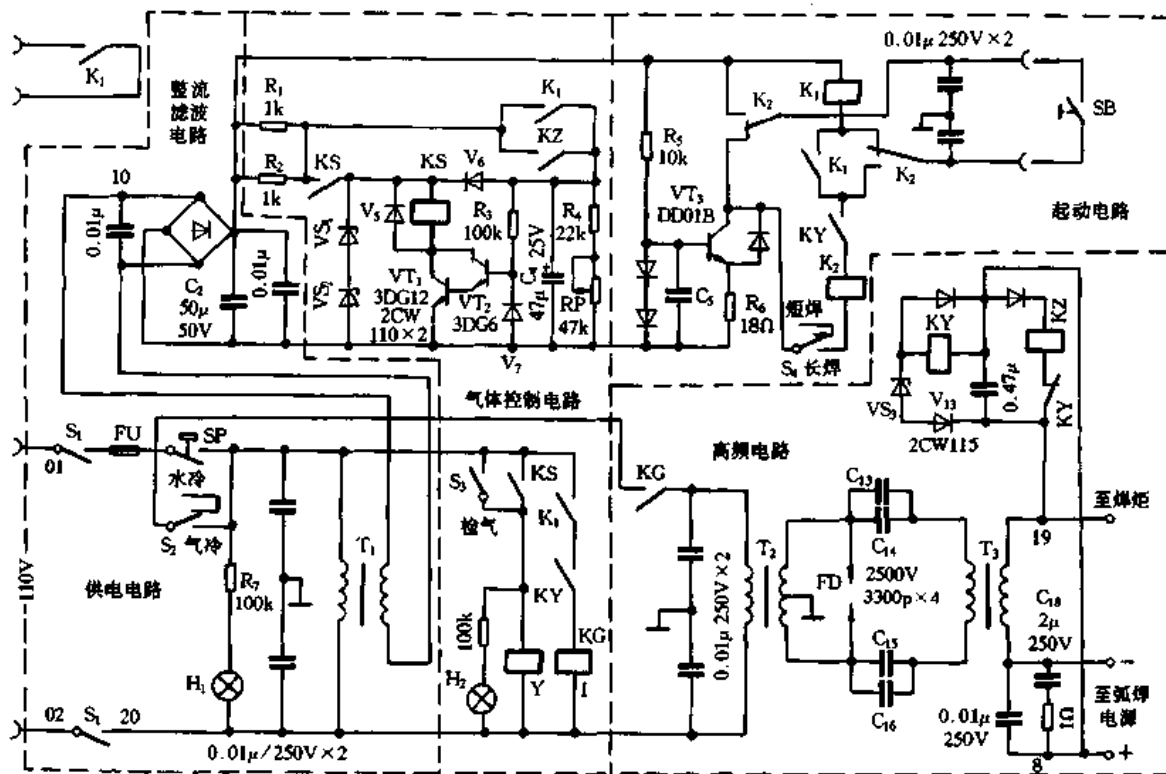 0.01μ 250V×2
K₁
整流
滤波
电路
R₁
1k
K₁
KZ
K₁
K₂
SB
R₂
1k
KS
KS
V₆
R₅
10k
K₁
K₂
10
0.01μ
V₅
R₃
100k
25V
R₄
22k
VT₃
DD01B
起动电路
KY
K₂
C₂
50μ
50V
0.01μ
VT₁
3DG12
2CW
110×2
VT₂
3DG6
C₄
47μ
RP
47k
C₅
R₆
18Ω
短焊
S₄ 长焊
V₇
KY
KZ
VS₃
V₁₃
2CW115
0.47μ
KY
气体控制电路
高频电路
S₁
01
FU
SP
水冷
S₂ 气冷
S₃
检气
KS
K₁
KG
C₁₃
C₁₄
2500V
3300p×4
至焊炬
19
110V
供电电路
R₇
100k
T₁
KY
KG
100k
H₁
H₂
Y
I
0.01μ 250V×2
T₂
FD
C₁₅
C₁₆
T₃
C₁₈
2μ
250V
−
至弧焊
电源
0.01μ
250V
1Ω
+
8
02
S₁
20
0.01μ/250V×2